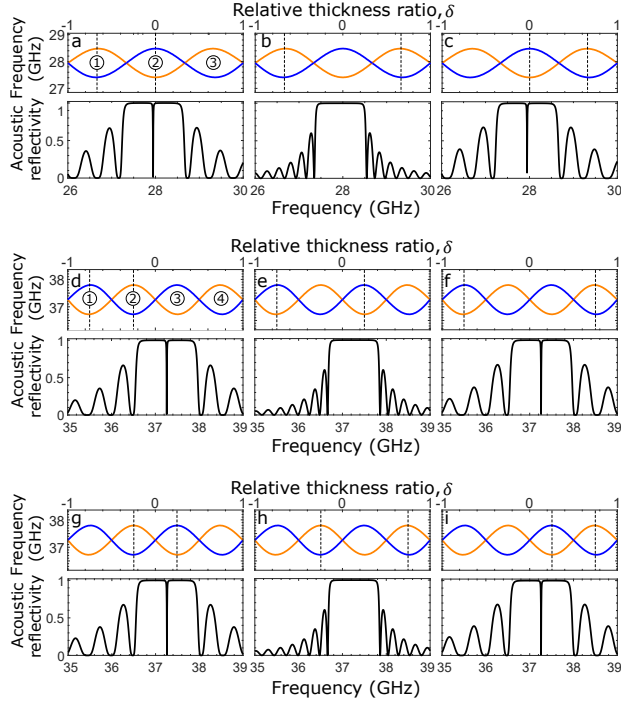 Relative thickness ratio, δ
-1 0 1 -1 0 1 -1 0 1
Acoustic Frequency (GHz)
29
28
27
a ① ② ③
b
c
Acoustic reflectivity
1
0.5
0
26 28 30 26 28 30 26 28 30
Frequency (GHz)
Relative thickness ratio, δ
-1 0 1 -1 0 1 -1 0 1
Acoustic Frequency (GHz)
38
37
d ① ② ③ ④
e
f
Acoustic reflectivity
1
0.5
0
35 36 37 38 39 35 36 37 38 39 35 36 37 38 39
Frequency (GHz)
Relative thickness ratio, δ
-1 0 1 -1 0 1 -1 0 1
Acoustic Frequency (GHz)
38
37
g
h
i
Acoustic reflectivity
1
0.5
0
35 36 37 38 39 35 36 37 38 39 35 36 37 38 39
Frequency (GHz)